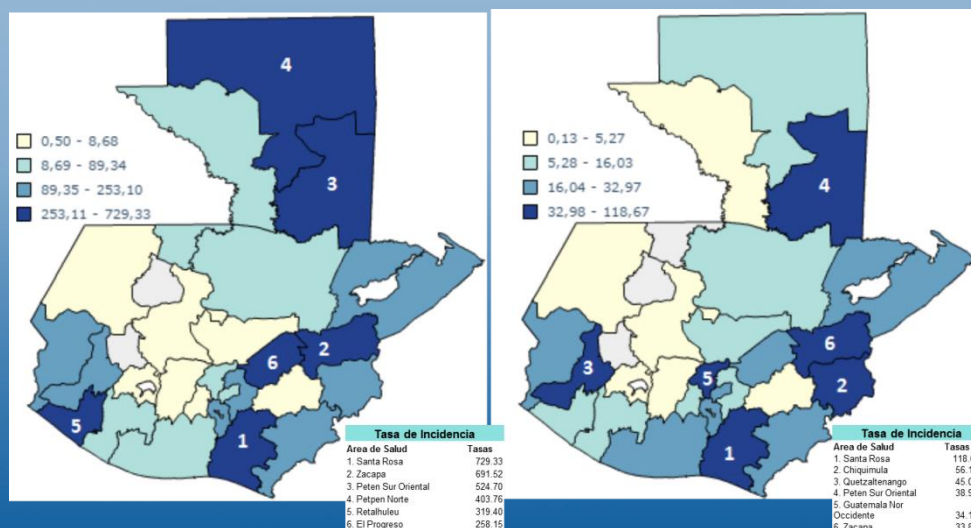 4
3
2
6
5
1
0,50 - 8,68
8,69 - 89,34
89,35 - 253,10
253,11 - 729,33
Tasa de Incidencia
Area de Salud Tasas
1. Santa Rosa 729.33
2. Zacapa 691.52
3. Peten Sur Oriental 524.70
4. Petpen Norte 403.76
5. Retalhuleu 319.40
6. El Progreso 258.15
4
6
3
5
2
1
0,13 - 5,27
5,28 - 16,03
16,04 - 32,97
32,98 - 118,67
Tasa de Incidencia
Area de Salud Tasas
1. Santa Rosa
2. Chiquimula
3. Quetzaltenango
4. Peten Sur Oriental
5. Guatemala Nor
Occidente
6. Zacapa